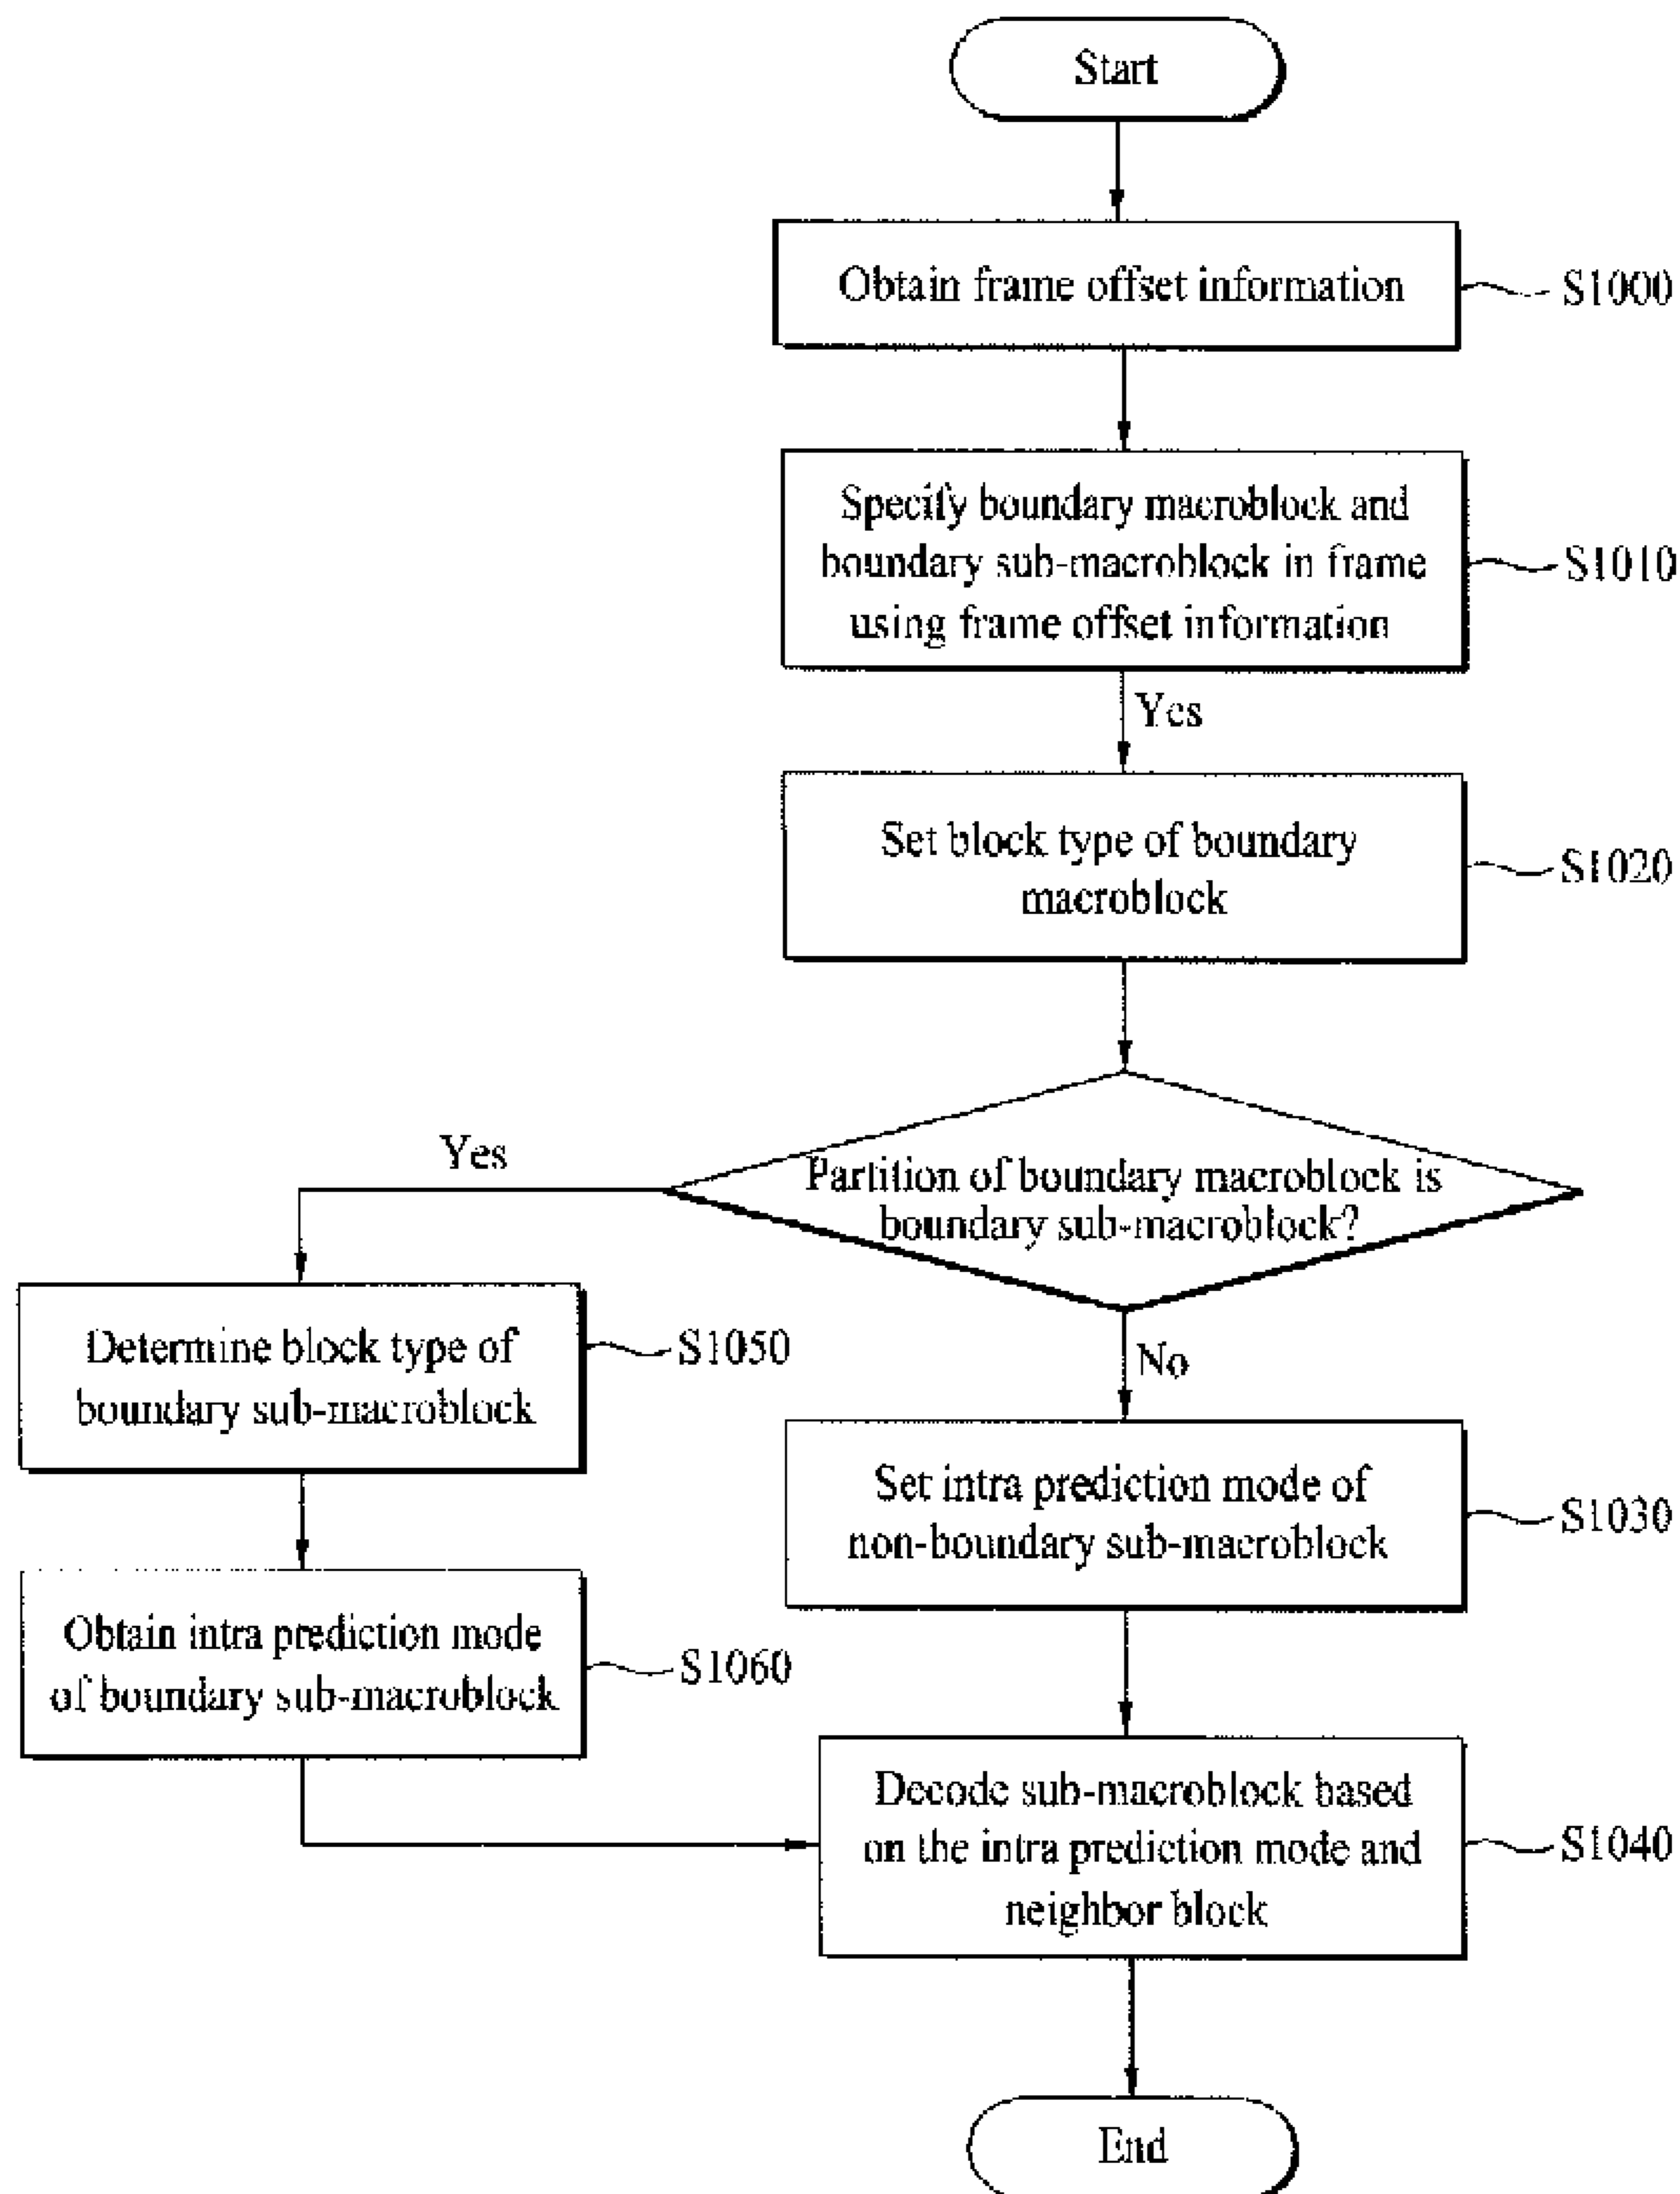 Start
Obtain frame offset information
S1000
Specify boundary macroblock and
boundary sub-macroblock in frame
using frame offset information
S1010
Yes
Set block type of boundary
macroblock
S1020
Partition of boundary macroblock is
boundary sub-macroblock?
Yes
No
Determine block type of
boundary sub-macroblock
S1050
Set intra prediction mode of
non-boundary sub-macroblock
S1030
Obtain intra prediction mode
of boundary sub-macroblock
S1060
Decode sub-macroblock based
on the intra prediction mode and
neighbor block
S1040
End